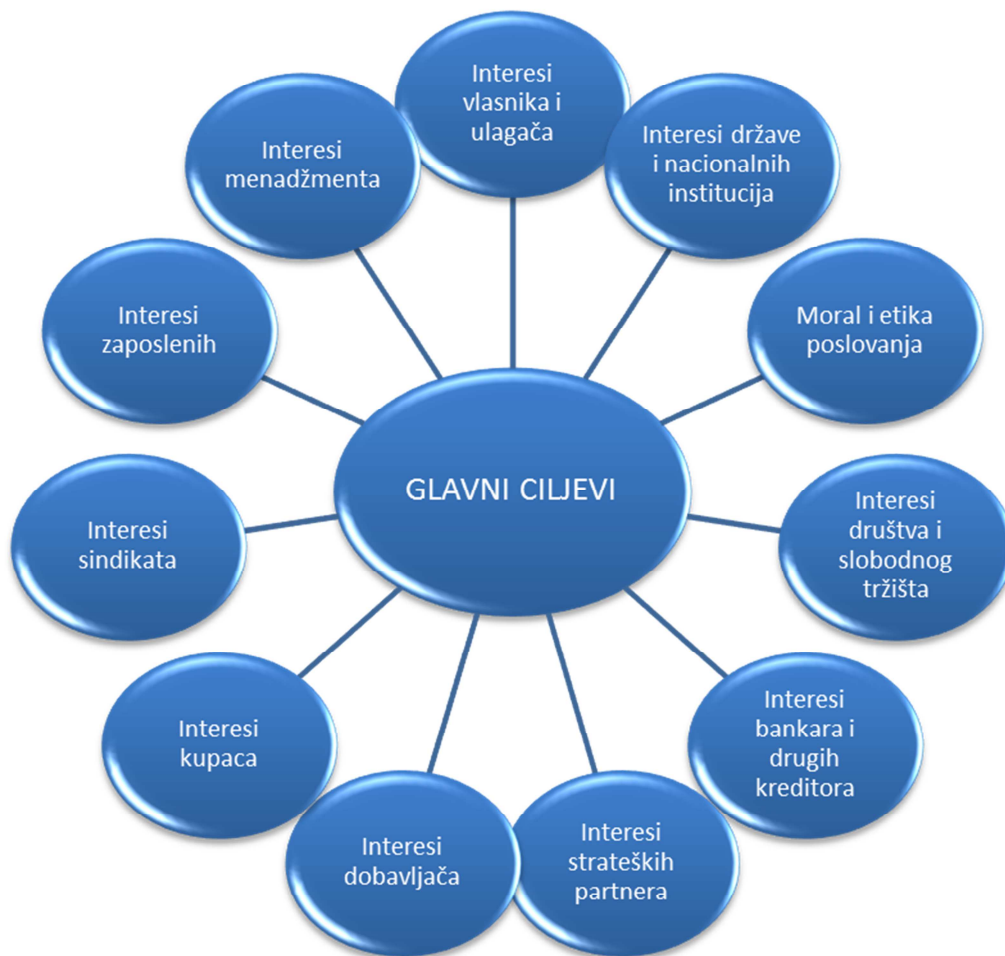 Interesi
vlasnika i
ulagača
Interesi države
i nacionalnih
institucija
Moral i etika
poslovanja
Interesi
društva i
slobodnog
tržišta
Interesi
bankara i
drugih
kreditora
Interesi
strateških
partnera
Interesi
dobavljača
Interesi
kupaca
Interesi
sindikata
Interesi
zaposlenih
Interesi
menadžmenta
GLAVNI CILJEVI